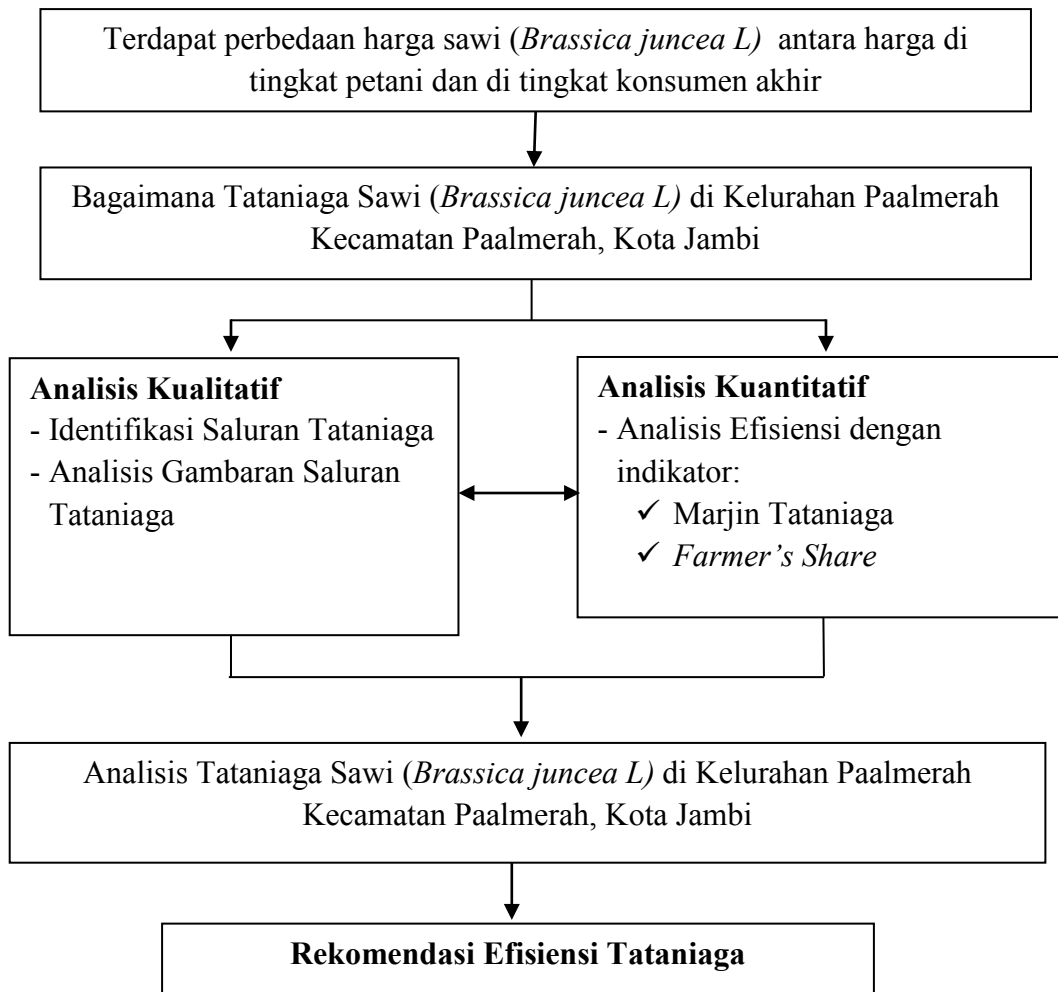 Terdapat perbedaan harga sawi (Brassica juncea L) antara harga di
tingkat petani dan di tingkat konsumen akhir
Bagaimana Tataniaga Sawi (Brassica juncea L) di Kelurahan Paalmerah
Kecamatan Paalmerah, Kota Jambi
Analisis Kualitatif
- Identifikasi Saluran Tataniaga
- Analisis Gambaran Saluran
Tataniaga
Analisis Kuantitatif
- Analisis Efisiensi dengan
indikator:
✓ Marjin Tataniaga
✓ Farmer’s Share
Analisis Tataniaga Sawi (Brassica juncea L) di Kelurahan Paalmerah
Kecamatan Paalmerah, Kota Jambi
Rekomendasi Efisiensi Tataniaga